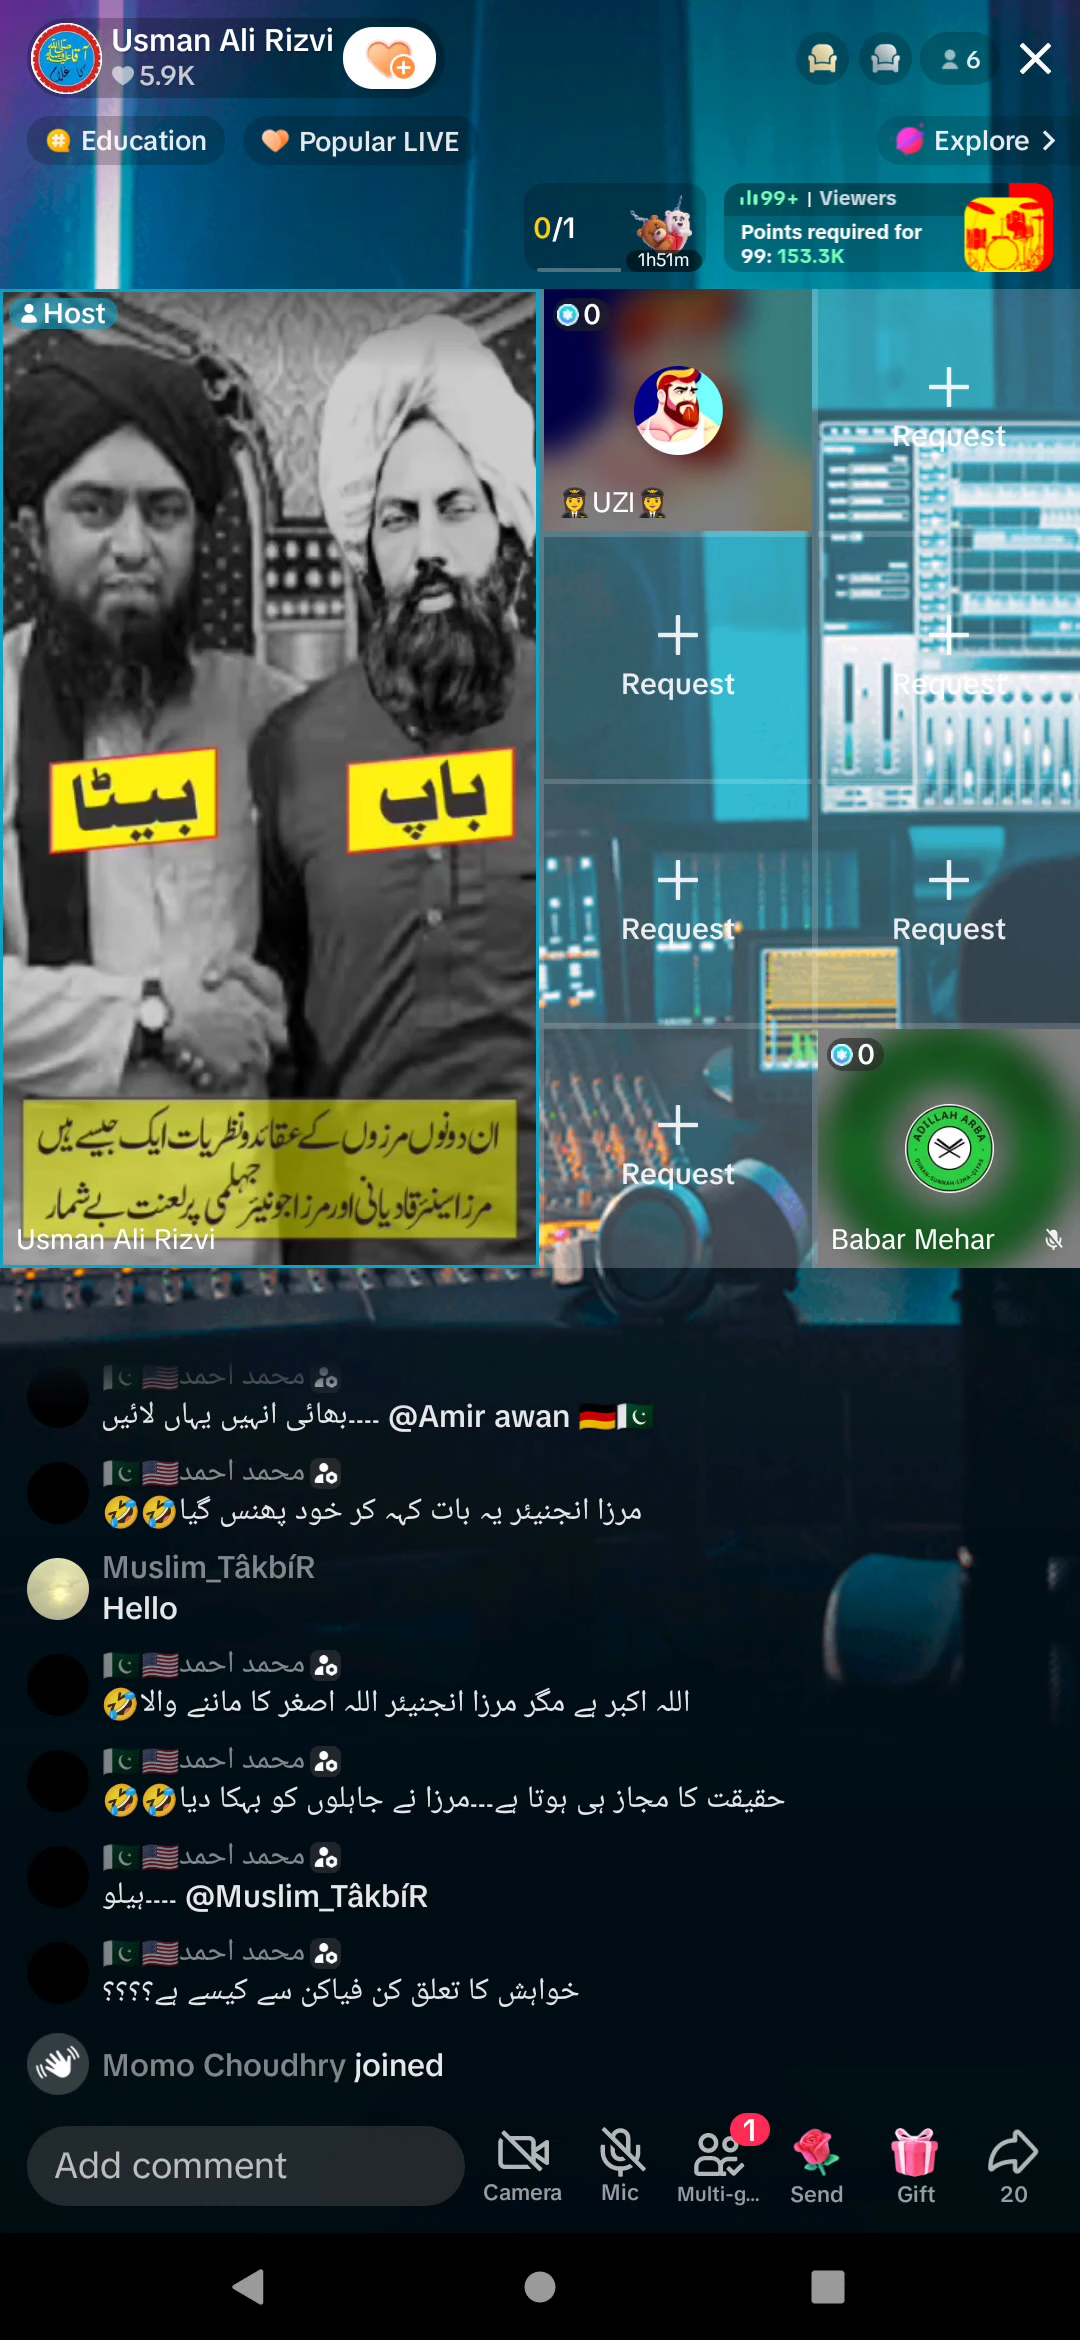 Usman Ali Rizvi
5.9K
6
Education
Popular LIVE
Explore
0/1
1h51m
99+ | Viewers
Points required for
99: 153.3K
Host
0
UZI
Request
Request
Request
Request
Request
Request
بیٹا
باپ
ان دونوں مرزوں کے عقائد و نظریات ایک جیسے ہیں
مرزا سینئر قادیانی اور مرزا جونیئر جہلمی پر لعنت بے شمار
Usman Ali Rizvi
0
ADILLAH ARBA
Babar Mehar
محمد احمد
بھائی انہیں یہاں لائیں---- @Amir awan
محمد احمد
مرزا انجنیئر یہ بات کہہ کر خود پھنس گیا🤣🤣
Muslim_TâkbíR
Hello
محمد احمد
اللہ اکبر ہے مگر مرزا انجنیئر اللہ اصغر کا ماننے والا🤣
محمد احمد
حقیقت کا مجاز ہی ہوتا ہے---مرزا نے جاہلوں کو بہکا دیا🤣🤣
محمد احمد
ہیلو---- @Muslim_TâkbíR
محمد احمد
خواہش کا تعلق کن فیاکن سے کیسے ہے؟؟؟؟
Momo Choudhry joined
Add comment
Camera
Mic
1
Multi-g...
Send
Gift
20